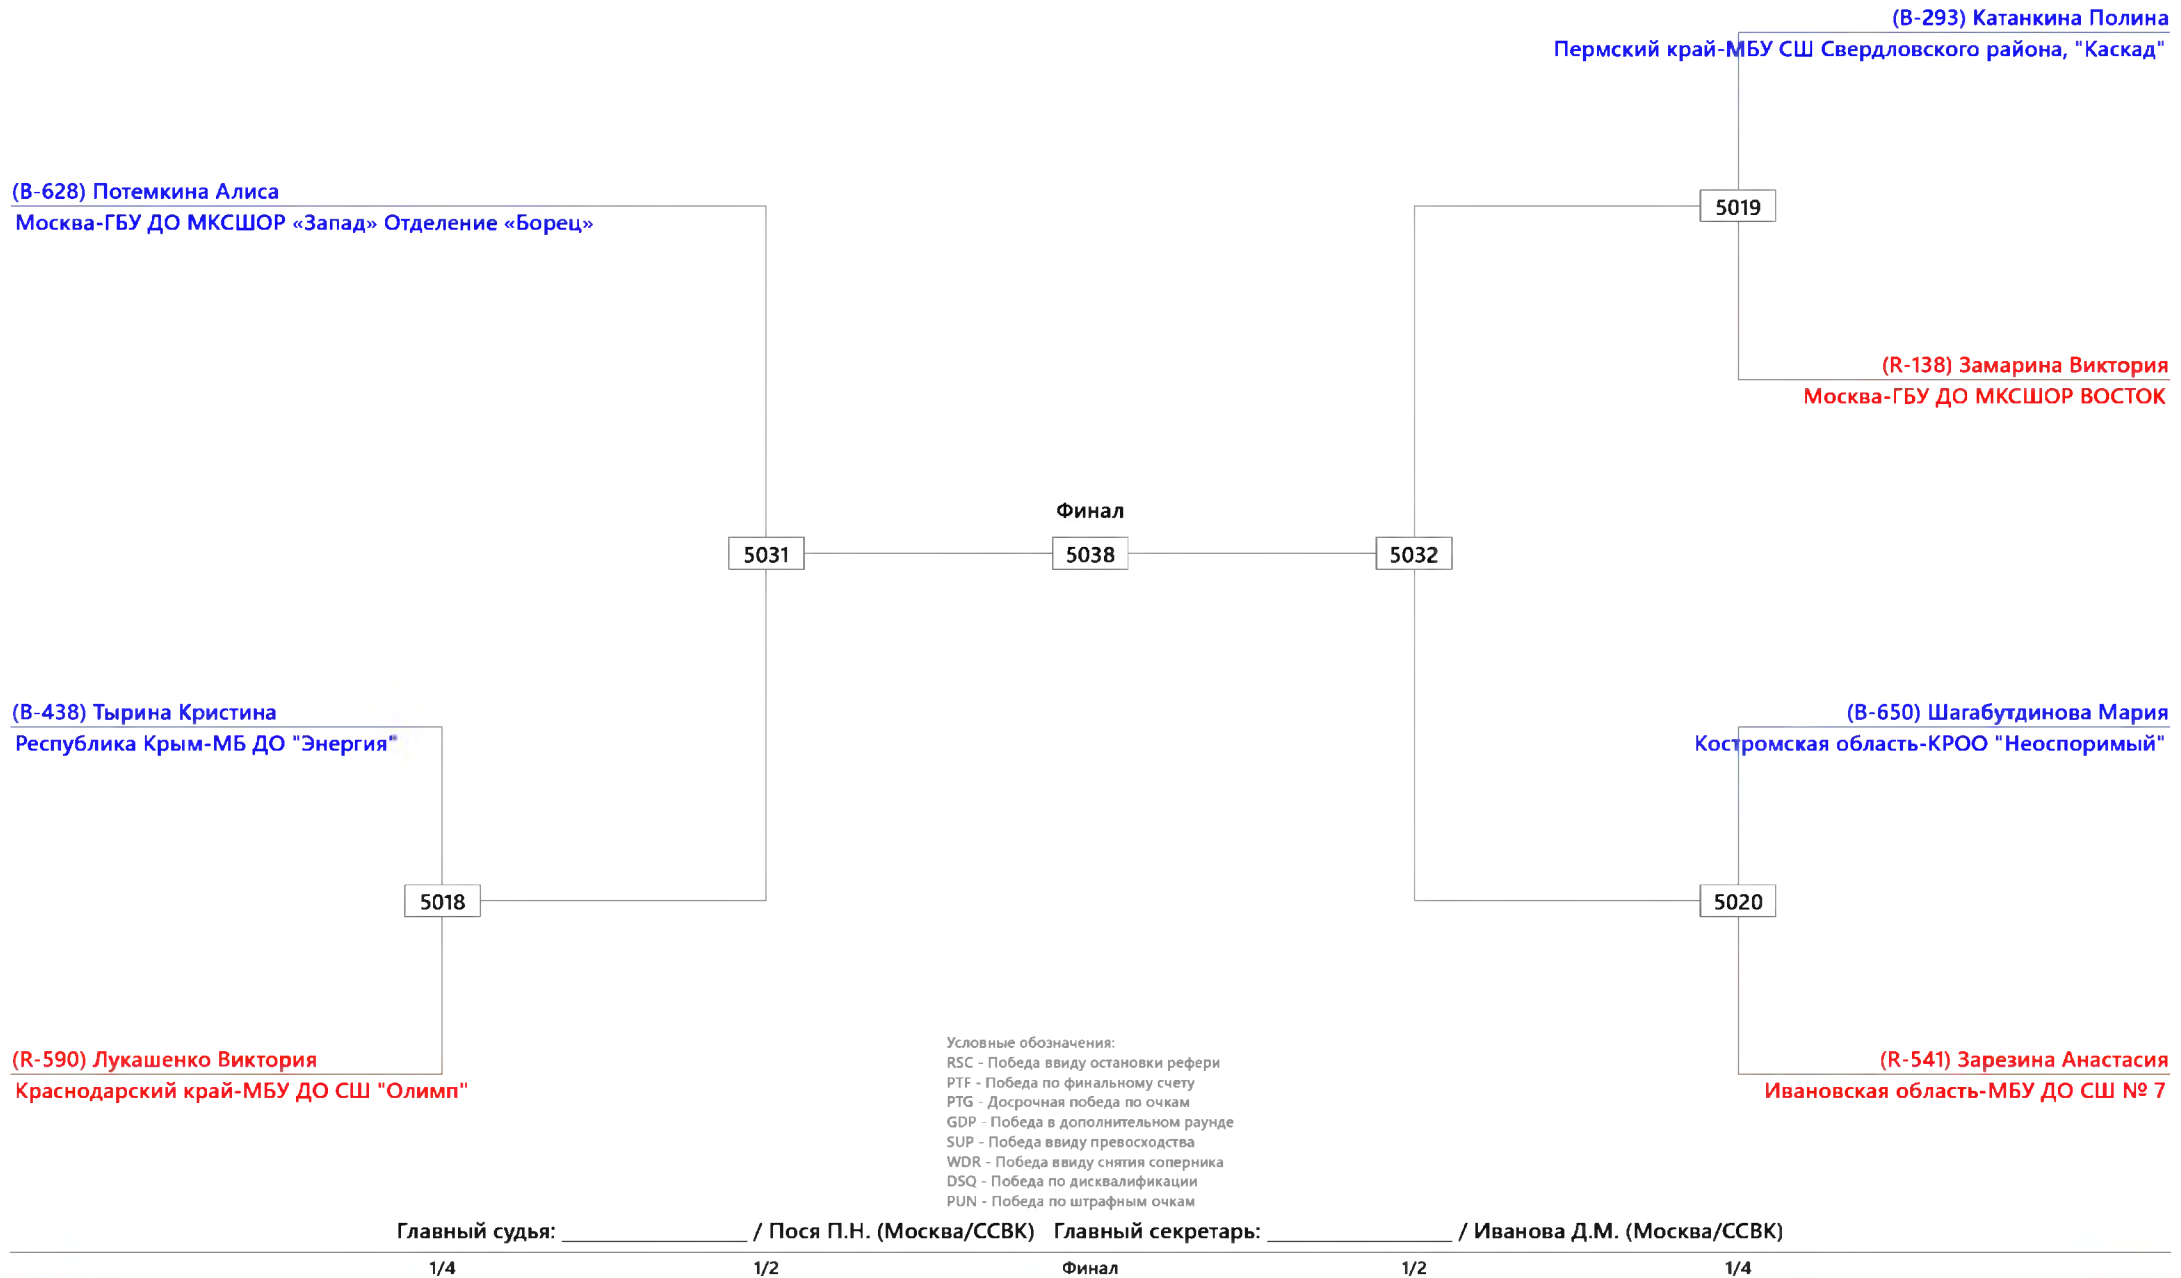 (B-293) Катанкина Полина
Пермский край-МБУ СШ Свердловского района, "Каскад"
(B-628) Потемкина Алиса
Москва-ГБУ ДО МКСШОР «Запад» Отделение «Борец»
5019
(R-138) Замарина Виктория
Москва-ГБУ ДО МКСШОР ВОСТОК
Финал
5031
5038
5032
(B-438) Тырина Кристина
Республика Крым-МБ ДО "Энергия"
(B-650) Шагабутдинова Мария
Костромская область-КРОО "Неоспоримый"
5018
5020
(R-590) Лукашенко Виктория
Краснодарский край-МБУ ДО СШ "Олимп"
(R-541) Зарезина Анастасия
Ивановская область-МБУ ДО СШ № 7
Условные обозначения:
RSC - Победа ввиду остановки рефери
PTF - Победа по финальному счету
PTG - Досрочная победа по очкам
GDP - Победа в дополнительном раунде
SUP - Победа ввиду превосходства
WDR - Победа ввиду снятия соперника
DSQ - Победа по дисквалификации
PUN - Победа по штрафным очкам
Главный судья: ________________ / Пося П.Н. (Москва/ССВК) Главный секретарь: ________________ / Иванова Д.М. (Москва/ССВК)
1/4 1/2 Финал 1/2 1/4